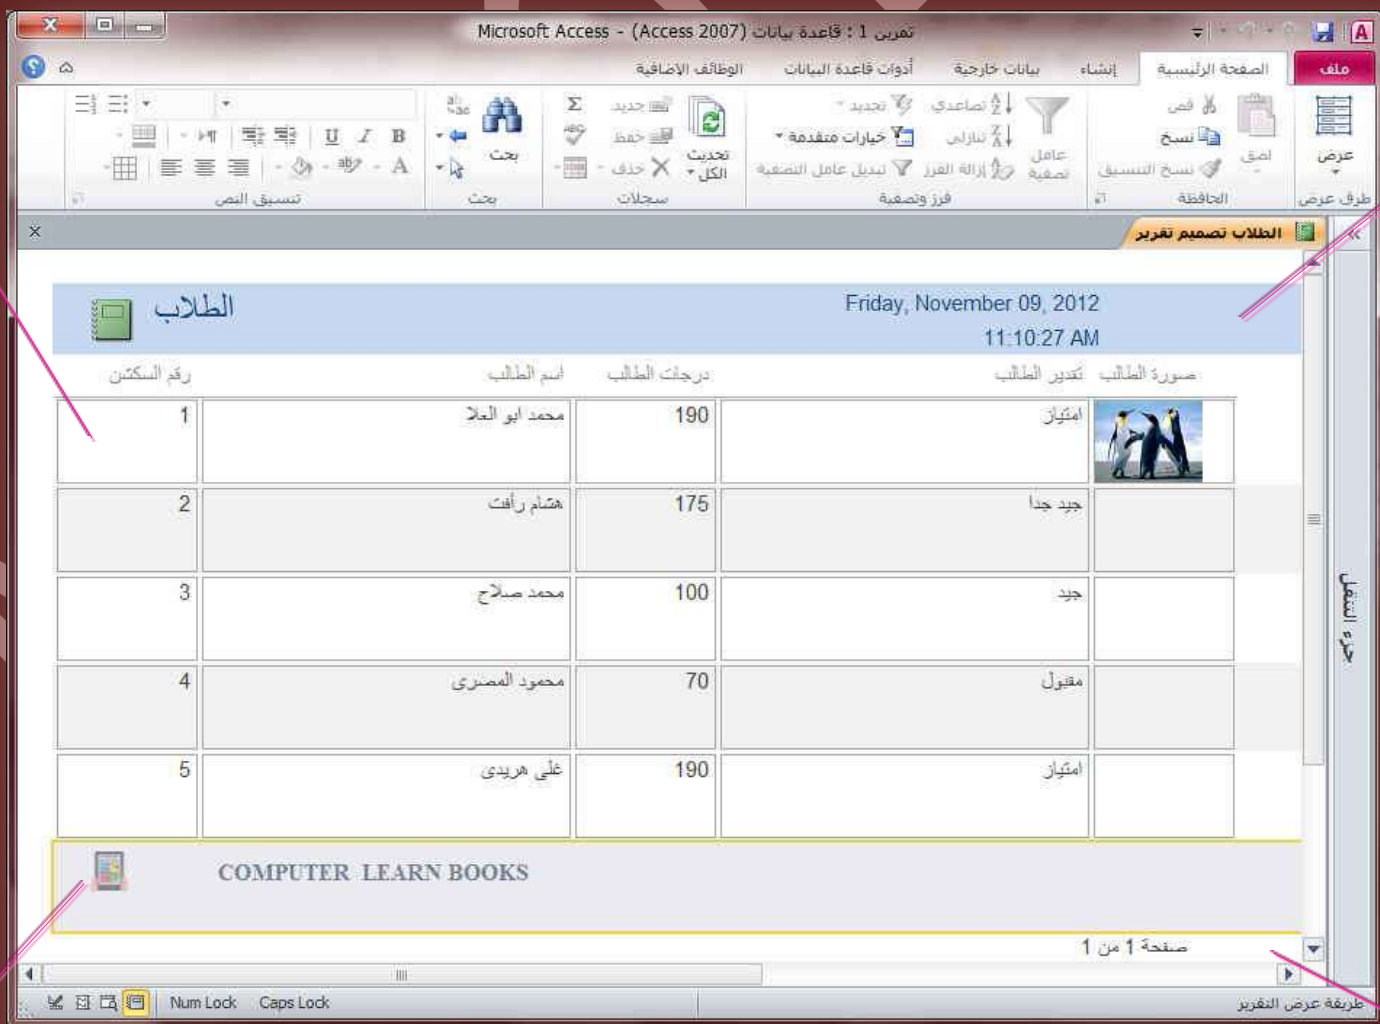 تمرين 1 : قاعدة بيانات (Access 2007) - Microsoft Access
ملف الصفحة الرئيسية إنشاء بيانات خارجية أدوات قاعدة البيانات الوظائف الإضافية
عرض
طرق عرض
لصق
قص
نسخ
نسخ التنسيق
الحافظة
عامل تصفية
تصاعدي
تنازلي
إزالة الفرز
تحديد
خيارات متقدمة
تبديل عامل التصفية
فرز وتصفية
تحديث الكل
جديد
حفظ
حذف
سجلات
بحث
بحث
B I U
A
تنسيق النص
الطلاب تصميم تقرير
جزء التنقل
الطلاب
Friday, November 09, 2012
11:10:27 AM
رقم السكشن اسم الطالب درجات الطالب تقدير الطالب صورة الطالب
1 محمد ابو العلا 190 امتياز
2 هشام رأفت 175 جيد جدا
3 محمد صلاح 100 جيد
4 محمود المصرى 70 مقبول
5 على هريدى 190 امتياز
COMPUTER LEARN BOOKS
صفحة 1 من 1
طريقة عرض التقرير
Num Lock Caps Lock